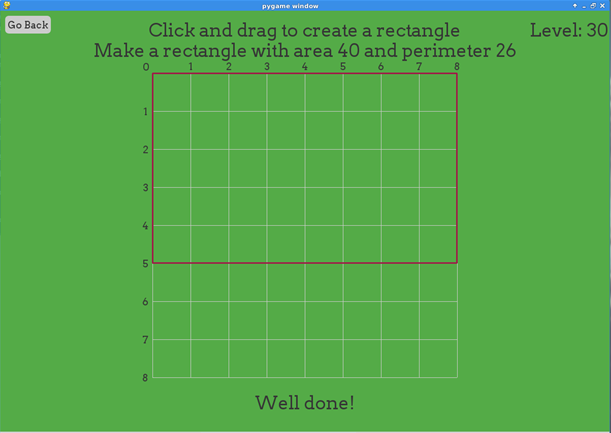 pygame window
Go Back
Click and drag to create a rectangle
Level: 30
Make a rectangle with area 40 and perimeter 26
0 1 2 3 4 5 6 7 8
1
2
3
4
5
6
7
8
Well done!